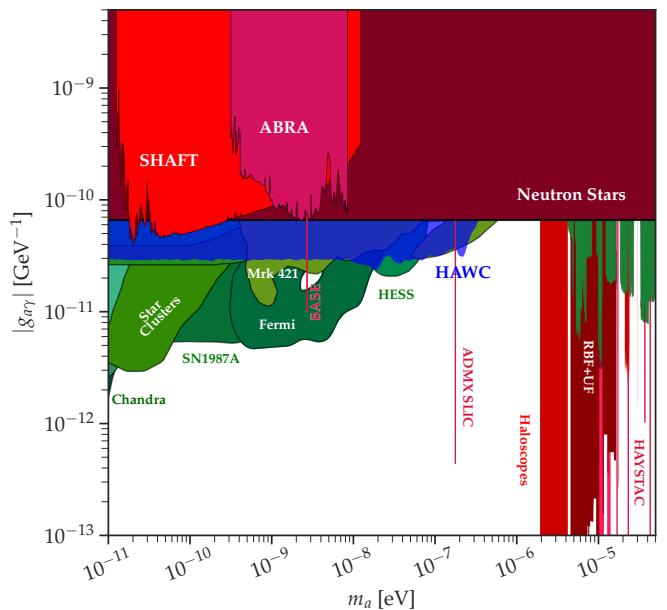 10⁻⁹
10⁻¹⁰
10⁻¹¹
10⁻¹²
10⁻¹³
|g_{aγ}| [GeV⁻¹]
SHAFT
ABRA
Neutron Stars
Mrk 421
HAWC
BASE
HESS
Star
Clusters
Fermi
SN1987A
Chandra
ADMX SLIC
Haloscopes
RBF+UF
HAYSTAC
10⁻¹¹
10⁻¹⁰
10⁻⁹
10⁻⁸
10⁻⁷
10⁻⁶
10⁻⁵
m_a [eV]